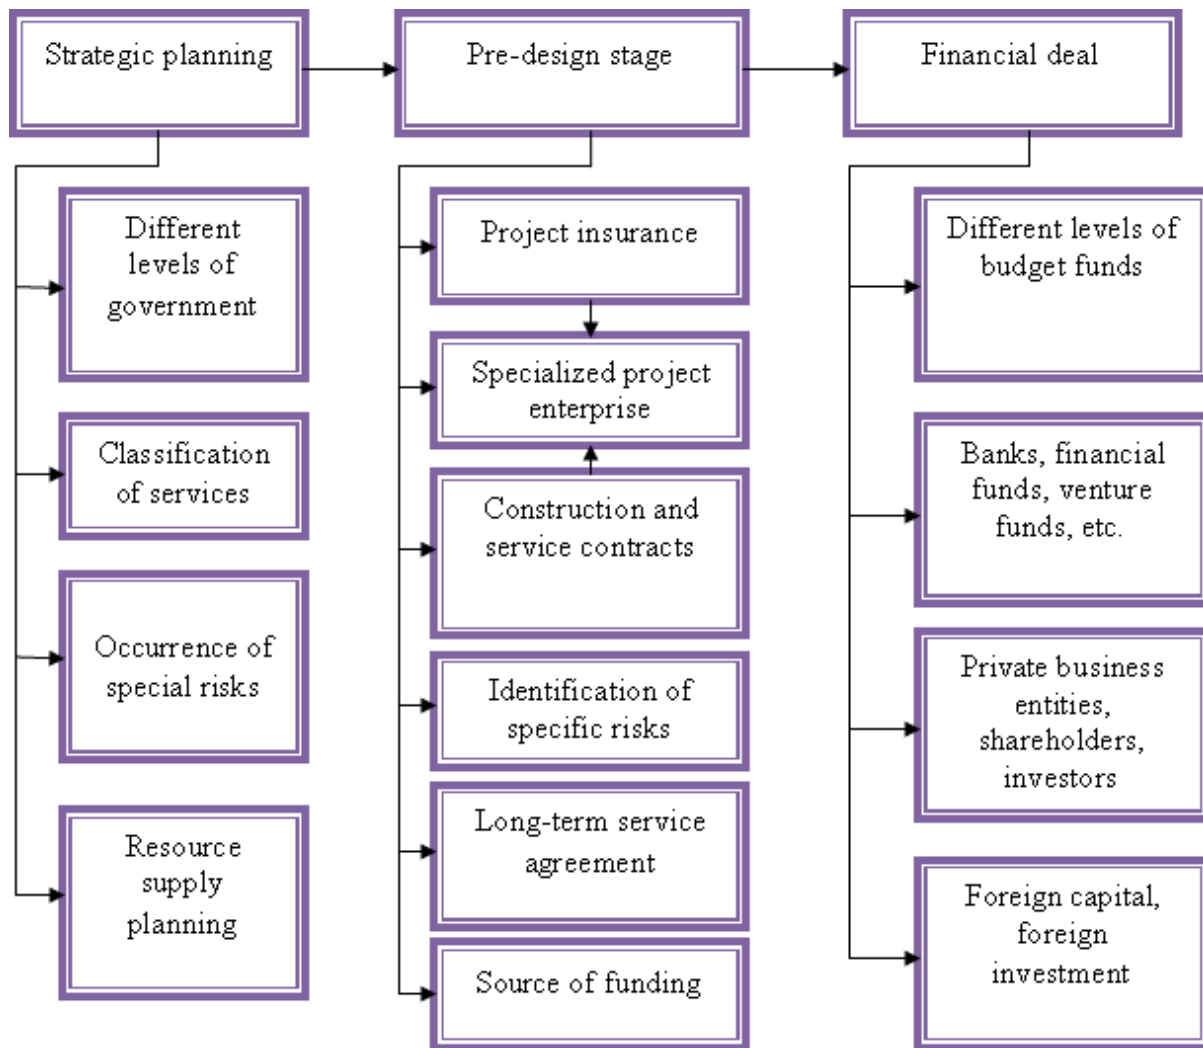 Strategic planning
Pre-design stage
Financial deal
Different
levels of
government
Classification
of services
Occurrence of
special risks
Resource
supply
planning
Project insurance
Specialized project
enterprise
Construction and
service contracts
Identification of
specific risks
Long-term service
agreement
Source of funding
Different levels of
budget funds
Banks, financial
funds, venture
funds, etc.
Private business
entities,
shareholders,
investors
Foreign capital,
foreign
investment